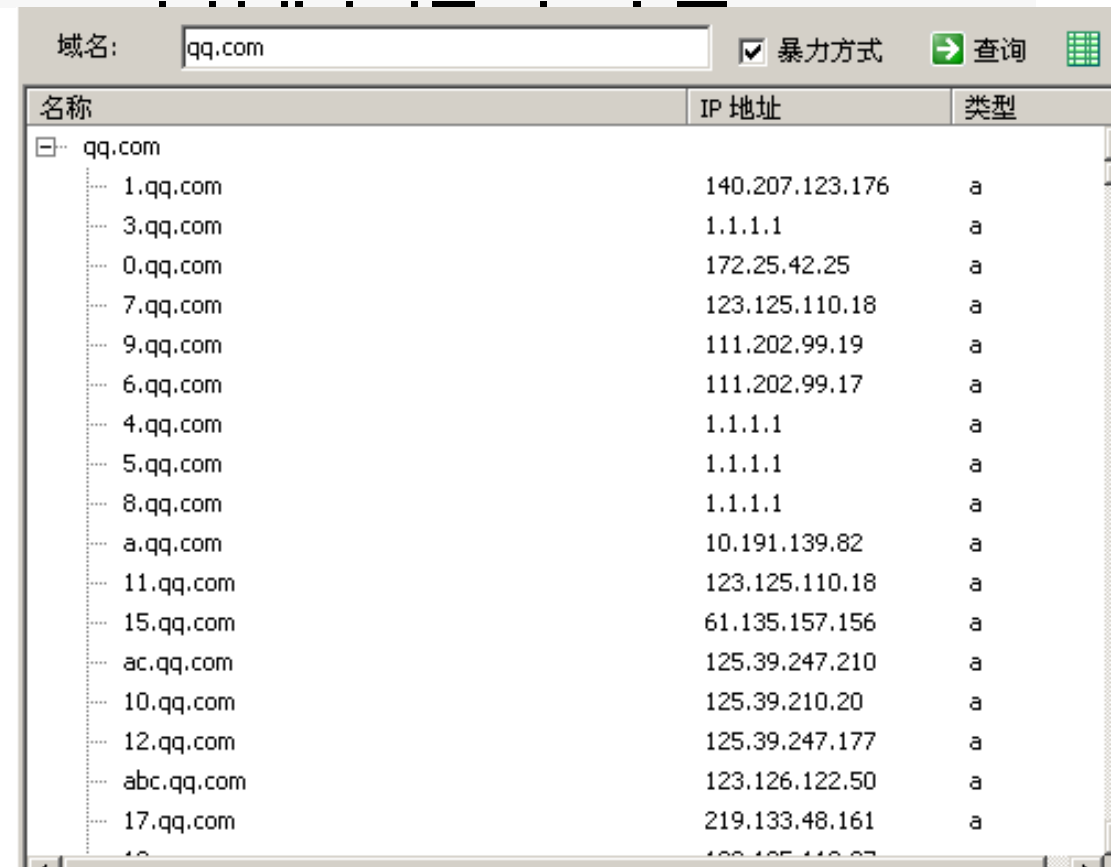 域名: qq.com 暴力方式 查询
名称 IP 地址 类型
qq.com
1.qq.com 140.207.123.176 a
3.qq.com 1.1.1.1 a
0.qq.com 172.25.42.25 a
7.qq.com 123.125.110.18 a
9.qq.com 111.202.99.19 a
6.qq.com 111.202.99.17 a
4.qq.com 1.1.1.1 a
5.qq.com 1.1.1.1 a
8.qq.com 1.1.1.1 a
a.qq.com 10.191.139.82 a
11.qq.com 123.125.110.18 a
15.qq.com 61.135.157.156 a
ac.qq.com 125.39.247.210 a
10.qq.com 125.39.210.20 a
12.qq.com 125.39.247.177 a
abc.qq.com 123.126.122.50 a
17.qq.com 219.133.48.161 a